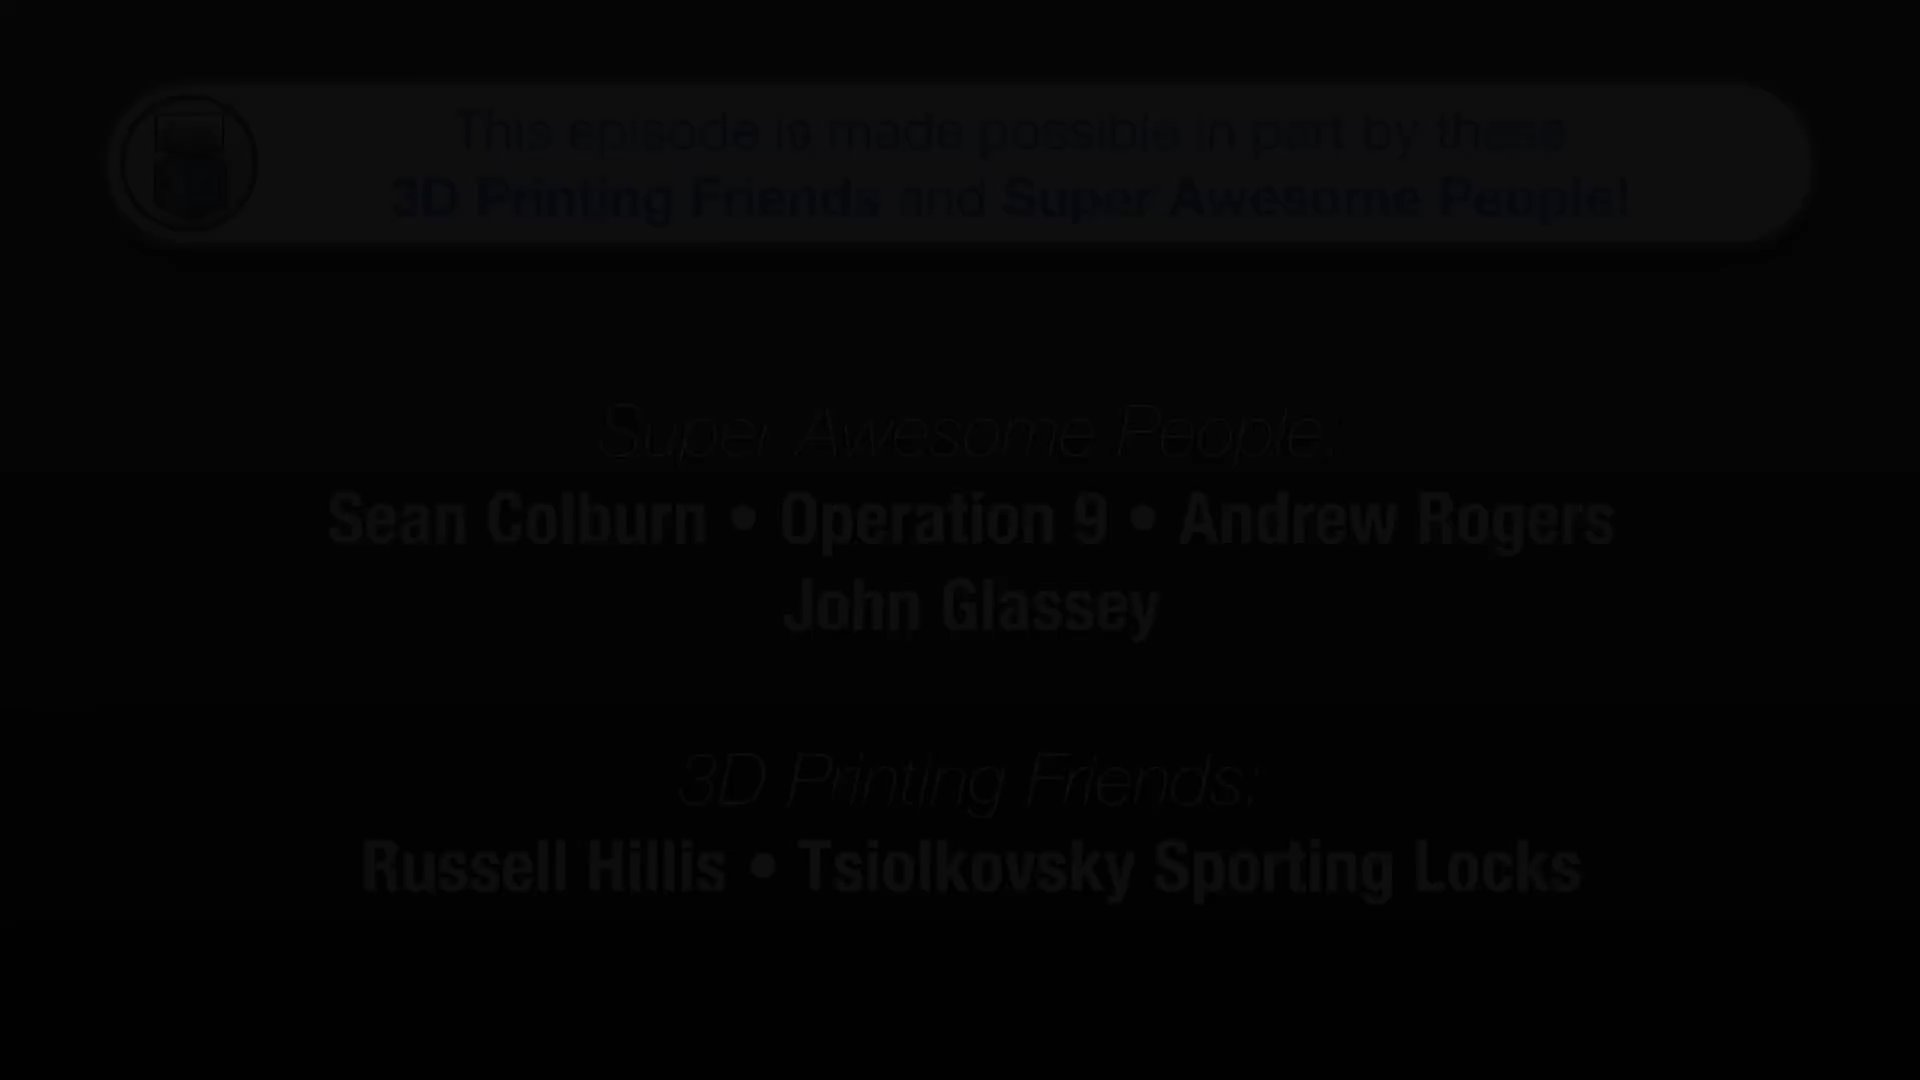 This episode is made possible in part by these
3D Printing Friends and Super Awesome People!
Super Awesome People:
Sean Colburn • Operation 9 • Andrew Rogers
John Glassey
3D Printing Friends:
Russell Hillis • Tsiolkovsky Sporting Locks